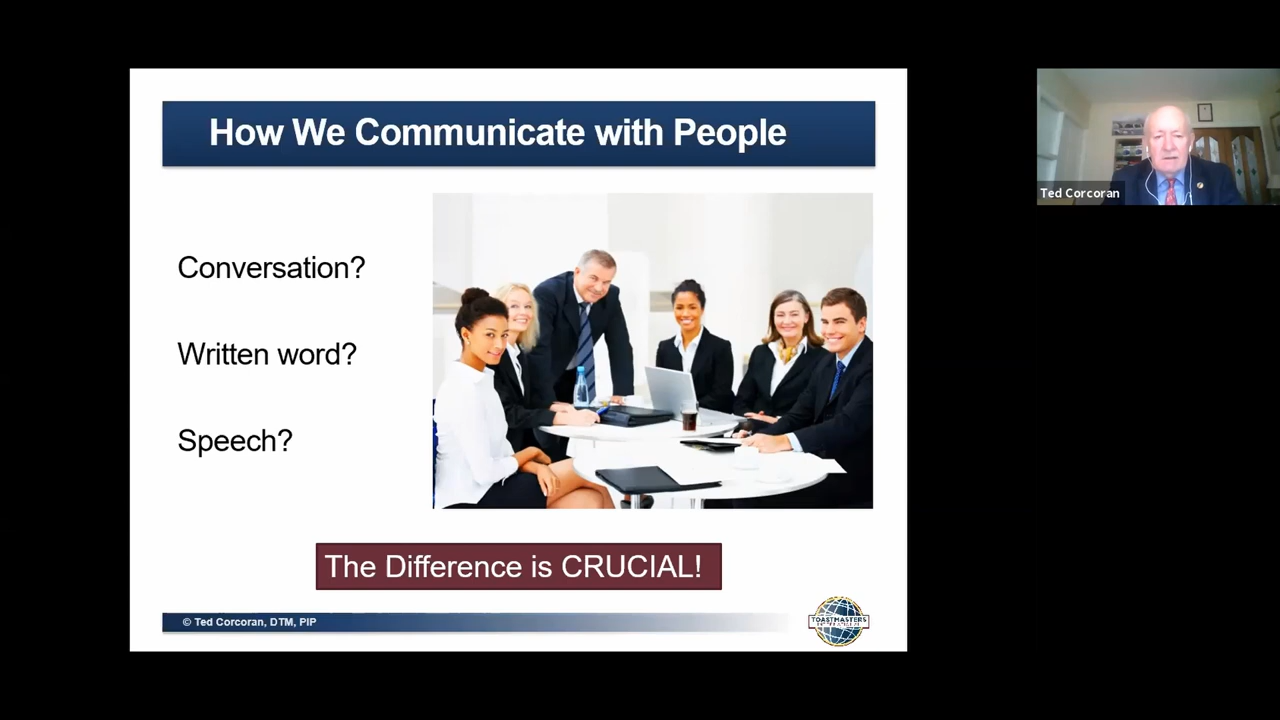 How We Communicate with People
Ted Corcoran
Conversation?
Written word?
Speech?
The Difference is CRUCIAL!
© Ted Corcoran, DTM, PIP
TOASTMASTERS
INTERNATIONAL